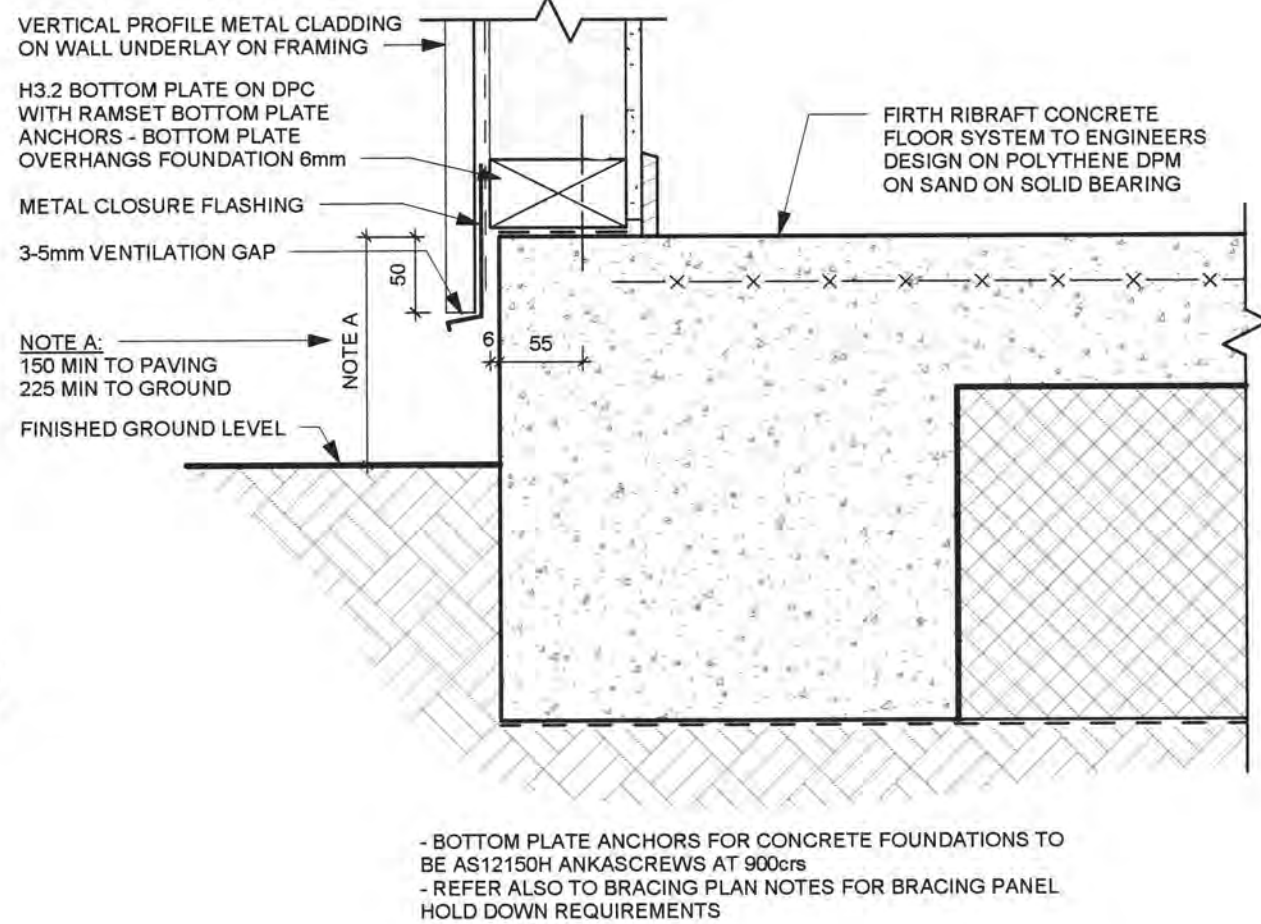 VERTICAL PROFILE METAL CLADDING
ON WALL UNDERLAY ON FRAMING
H3.2 BOTTOM PLATE ON DPC
WITH RAMSET BOTTOM PLATE
ANCHORS - BOTTOM PLATE
OVERHANGS FOUNDATION 6mm
METAL CLOSURE FLASHING
3-5mm VENTILATION GAP
NOTE A:
150 MIN TO PAVING
225 MIN TO GROUND
FINISHED GROUND LEVEL
NOTE A
50
6
55
FIRTH RIBRAFT CONCRETE
FLOOR SYSTEM TO ENGINEERS
DESIGN ON POLYTHENE DPM
ON SAND ON SOLID BEARING
- BOTTOM PLATE ANCHORS FOR CONCRETE FOUNDATIONS TO
BE AS12150H ANKASCREWS AT 900crs
- REFER ALSO TO BRACING PLAN NOTES FOR BRACING PANEL
HOLD DOWN REQUIREMENTS